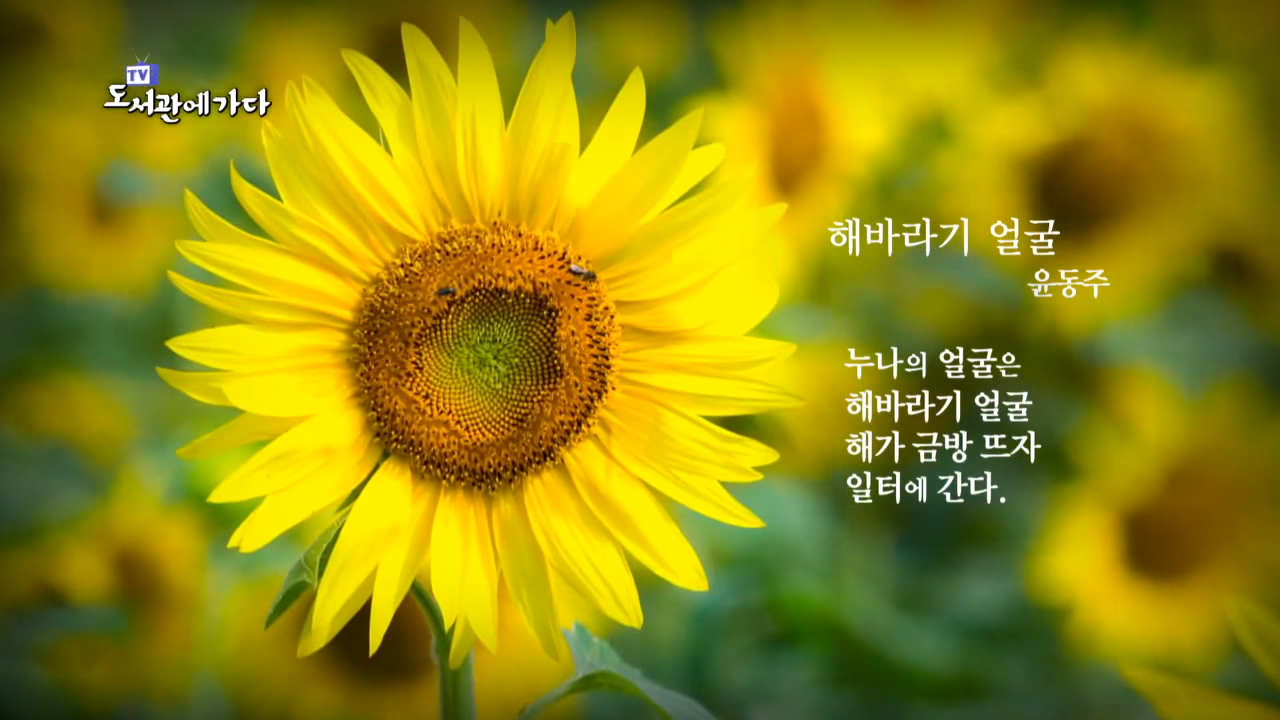 TV
도서관에가다
해바라기 얼굴
윤동주
누나의 얼굴은
해바라기 얼굴
해가 금방 뜨자
일터에 간다.